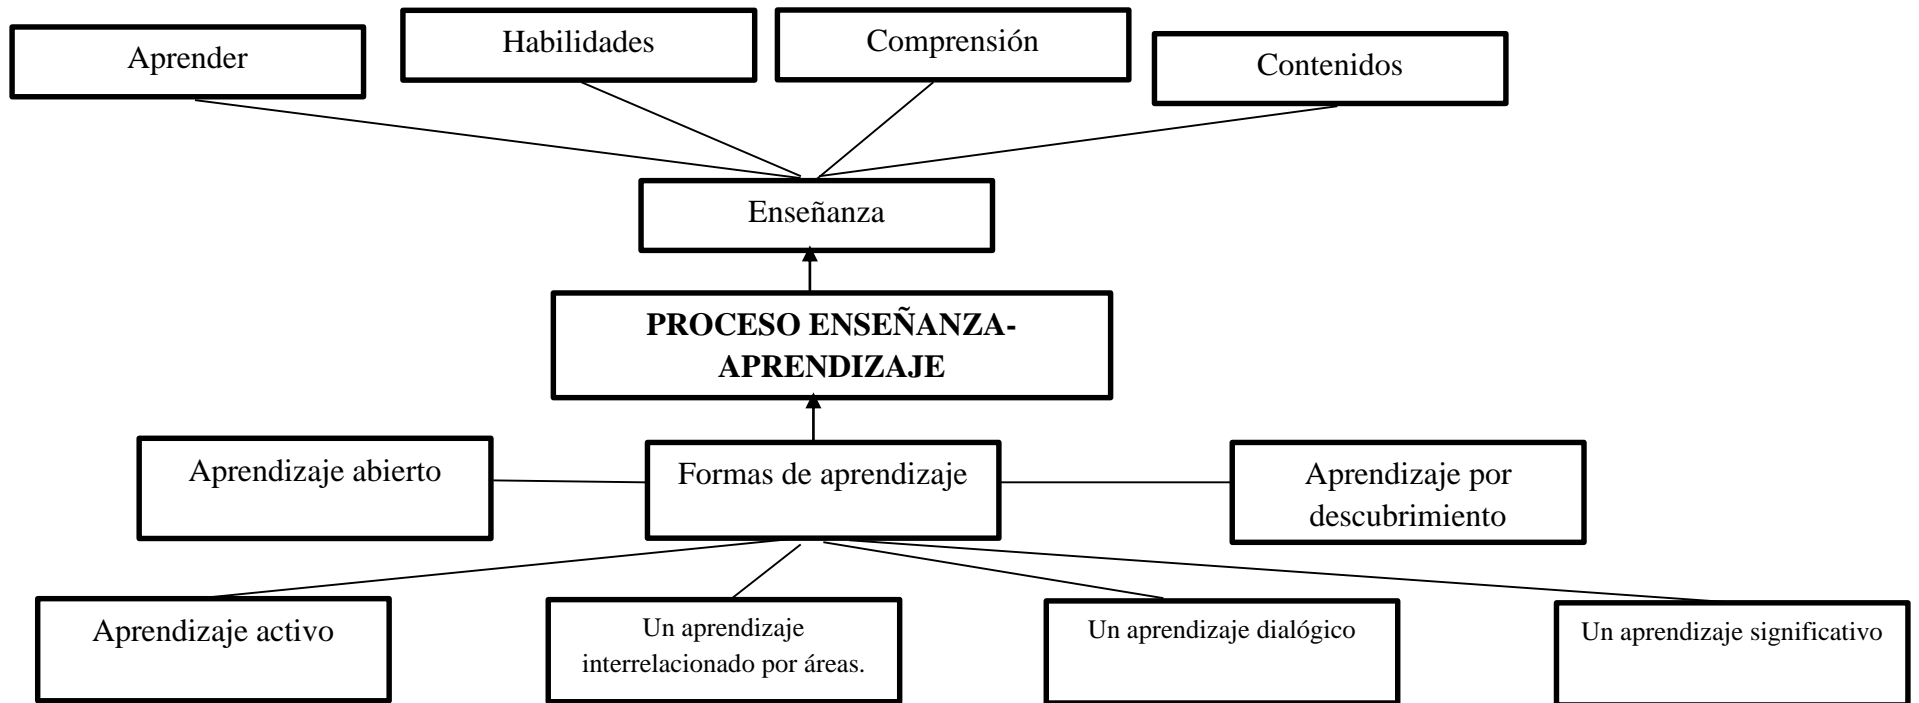 Aprender
Habilidades
Comprensión
Contenidos
Enseñanza
PROCESO ENSEÑANZA-
APRENDIZAJE
Aprendizaje abierto
Formas de aprendizaje
Aprendizaje por
descubrimiento
Aprendizaje activo
Un aprendizaje
interrelacionado por áreas.
Un aprendizaje dialógico
Un aprendizaje significativo